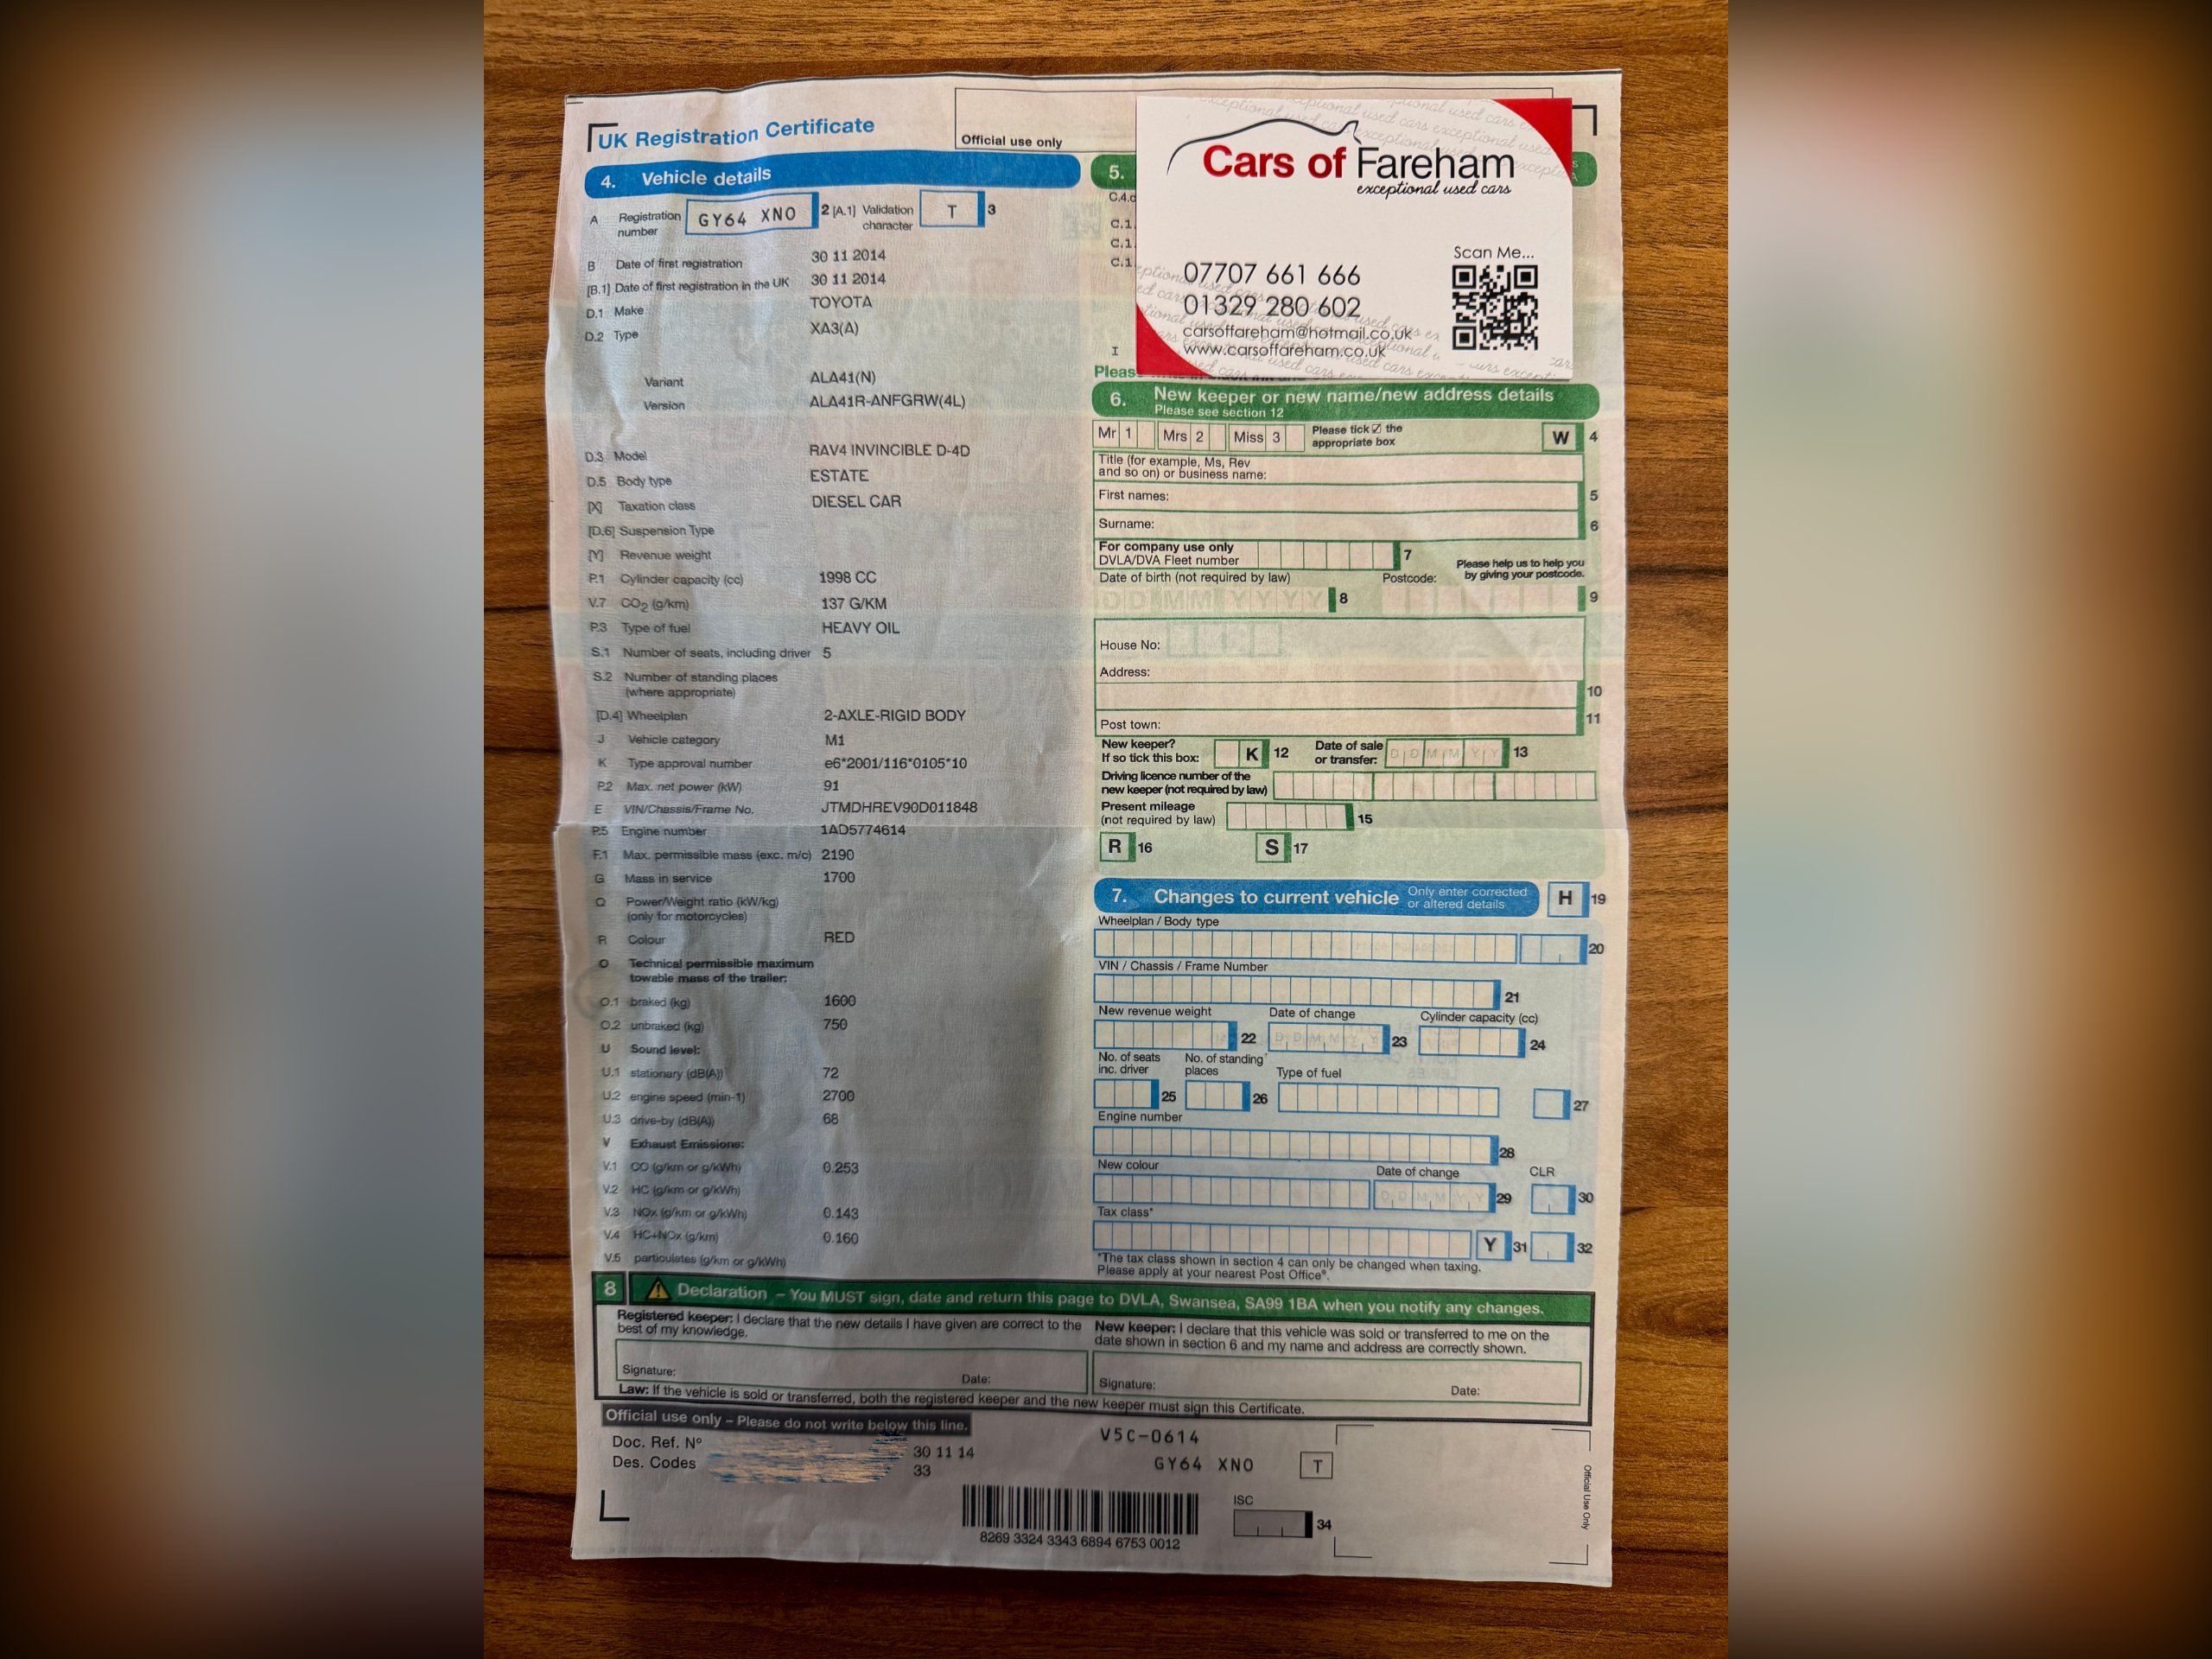 UK Registration Certificate
Official use only
4. Vehicle details
A Registration number GY64 XNO 2 [A.1] Validation character T 3
B Date of first registration 30 11 2014
[B.1] Date of first registration in the UK 30 11 2014
D.1 Make TOYOTA
D.2 Type XA3(A)
Variant ALA41(N)
Version ALA41R-ANFGRW(4L)
D.3 Model RAV4 INVINCIBLE D-4D
D.5 Body type ESTATE
[X] Taxation class DIESEL CAR
[D.6] Suspension Type
[Y] Revenue weight
P.1 Cylinder capacity (cc) 1998 CC
V.7 CO2 (g/km) 137 G/KM
P.3 Type of fuel HEAVY OIL
S.1 Number of seats, including driver 5
S.2 Number of standing places
(where appropriate)
[D.4] Wheelplan 2-AXLE-RIGID BODY
J Vehicle category M1
K Type approval number e6*2001/116*0105*10
P.2 Max. net power (kW) 91
E VIN/Chassis/Frame No. JTMDHREV90D011848
P.5 Engine number 1AD5774614
F.1 Max. permissible mass (exc. m/c) 2190
G Mass in service 1700
Q Power/Weight ratio (kW/kg)
(only for motorcycles)
R Colour RED
O Technical permissible maximum
towable mass of the trailer:
O.1 braked (kg) 1600
O.2 unbraked (kg) 750
U Sound level:
U.1 stationary (dB(A)) 72
U.2 engine speed (min-1) 2700
U.3 drive-by (dB(A)) 68
V Exhaust Emissions:
V.1 CO (g/km or g/kWh) 0.253
V.2 HC (g/km or g/kWh)
V.3 NOx (g/km or g/kWh) 0.143
V.4 HC+NOx (g/km) 0.160
V.5 particulates (g/km or g/kWh)
5.
C.4.c
C.1.
C.1.
C.1
I
Cars of Fareham
exceptional used cars
Scan Me...
07707 661 666
01329 280 602
carsoffareham@hotmail.co.uk
www.carsoffareham.co.uk
6. New keeper or new name/new address details
Please see section 12
Mr 1 Mrs 2 Miss 3 Please tick ☑ the appropriate box W 4
Title (for example, Ms, Rev
and so on) or business name:
First names: 5
Surname: 6
For company use only
DVLA/DVA Fleet number 7
Please help us to help you
by giving your postcode.
Date of birth (not required by law) Postcode:
D D M M Y Y Y Y 8 9
House No:
Address:
10
Post town: 11
New keeper?
If so tick this box: K 12 Date of sale or transfer: D D M M Y Y 13
Driving licence number of the
new keeper (not required by law)
Present mileage
(not required by law) 15
R 16 S 17
7. Changes to current vehicle Only enter corrected or altered details H 19
Wheelplan / Body type
20
VIN / Chassis / Frame Number
21
New revenue weight Date of change Cylinder capacity (cc)
22 D D M M Y Y 23 24
No. of seats inc. driver No. of standing places Type of fuel
25 26 27
Engine number
28
New colour Date of change CLR
D D M M Y Y 29 30
Tax class*
Y 31 32
*The tax class shown in section 4 can only be changed when taxing.
Please apply at your nearest Post Office®.
8 Declaration – You MUST sign, date and return this page to DVLA, Swansea, SA99 1BA when you notify any changes.
Registered keeper: I declare that the new details I have given are correct to the
best of my knowledge.
Signature: Date:
New keeper: I declare that this vehicle was sold or transferred to me on the
date shown in section 6 and my name and address are correctly shown.
Signature: Date:
Law: If the vehicle is sold or transferred, both the registered keeper and the new keeper must sign this Certificate.
Official use only – Please do not write below this line.
Doc. Ref. Nº 30 11 14
Des. Codes 33
V5C-0614
GY64 XNO T
8269 3324 3343 6894 6753 0012
ISC
34
Official Use Only